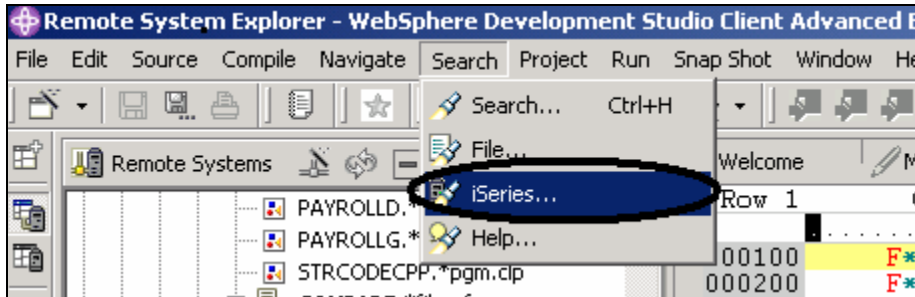 Remote System Explorer - WebSphere Development Studio Client Advanced
File Edit Source Compile Navigate Search Project Run Snap Shot Window
Search... Ctrl+H
File...
Remote Systems Welcome
iSeries... Row 1
PAYROLLD.*
PAYROLLG.* Help...
000100 F*
STRCODECPP.*pgm.clp
000200 F*